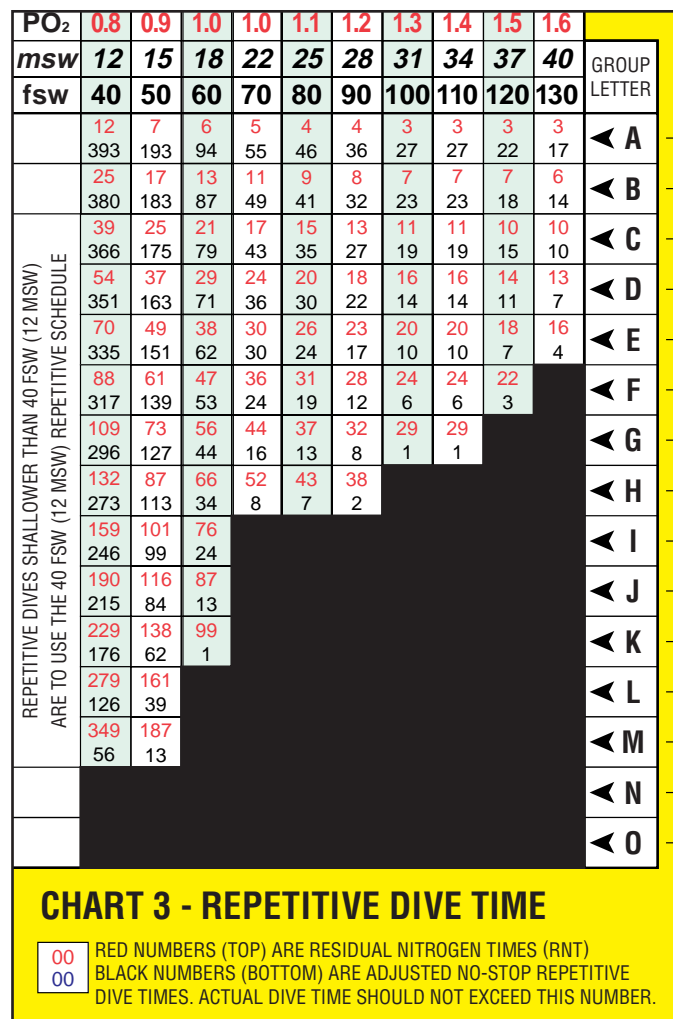 PO2 0.8 0.9 1.0 1.0 1.1 1.2 1.3 1.4 1.5 1.6
msw 12 15 18 22 25 28 31 34 37 40
fsw 40 50 60 70 80 90 100 110 120 130
GROUP
LETTER
12 7 6 5 4 4 3 3 3 3
393 193 94 55 46 36 27 27 22 17
A
25 17 13 11 9 8 7 7 7 6
380 183 87 49 41 32 23 23 18 14
B
39 25 21 17 15 13 11 11 10 10
366 175 79 43 35 27 19 19 15 10
C
54 37 29 24 20 18 16 16 14 13
351 163 71 36 30 22 14 14 11 7
D
70 49 38 30 26 23 20 20 18 16
335 151 62 30 24 17 10 10 7 4
E
88 61 47 36 31 28 24 24 22
317 139 53 24 19 12 6 6 3
F
109 73 56 44 37 32 29 29
296 127 44 16 13 8 1 1
G
132 87 66 52 43 38
273 113 34 8 7 2
H
159 101 76
246 99 24
I
190 116 87
215 84 13
J
229 138 99
176 62 1
K
279 161
126 39
L
349 187
56 13
M
N
O
REPETITIVE DIVES SHALLOWER THAN 40 FSW (12 MSW)
ARE TO USE THE 40 FSW (12 MSW) REPETITIVE SCHEDULE
CHART 3 - REPETITIVE DIVE TIME
00
00
RED NUMBERS (TOP) ARE RESIDUAL NITROGEN TIMES (RNT)
BLACK NUMBERS (BOTTOM) ARE ADJUSTED NO-STOP REPETITIVE
DIVE TIMES. ACTUAL DIVE TIME SHOULD NOT EXCEED THIS NUMBER.